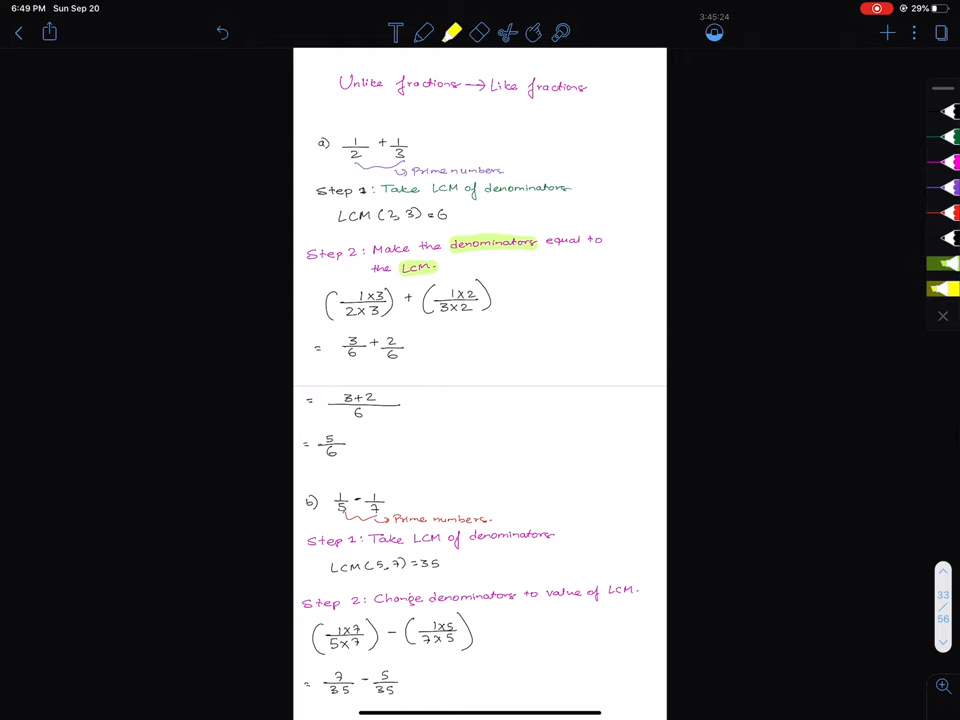 6:49 PM Sun Sep 20
29%
3:45:24
Unlike fractions → Like fractions
a) 1/2 + 1/3
Prime numbers
Step 1: Take LCM of denominators
LCM (2, 3) = 6
Step 2: Make the denominators equal to
the LCM.
(1×3/2×3) + (1×2/3×2)
= 3/6 + 2/6
= 3+2/6
= 5/6
b) 1/5 - 1/7
Prime numbers.
Step 1: Take LCM of denominators
LCM (5, 7) = 35
Step 2: Change denominators to value of LCM.
(1×7/5×7) - (1×5/7×5)
= 7/35 - 5/35
33
/
56